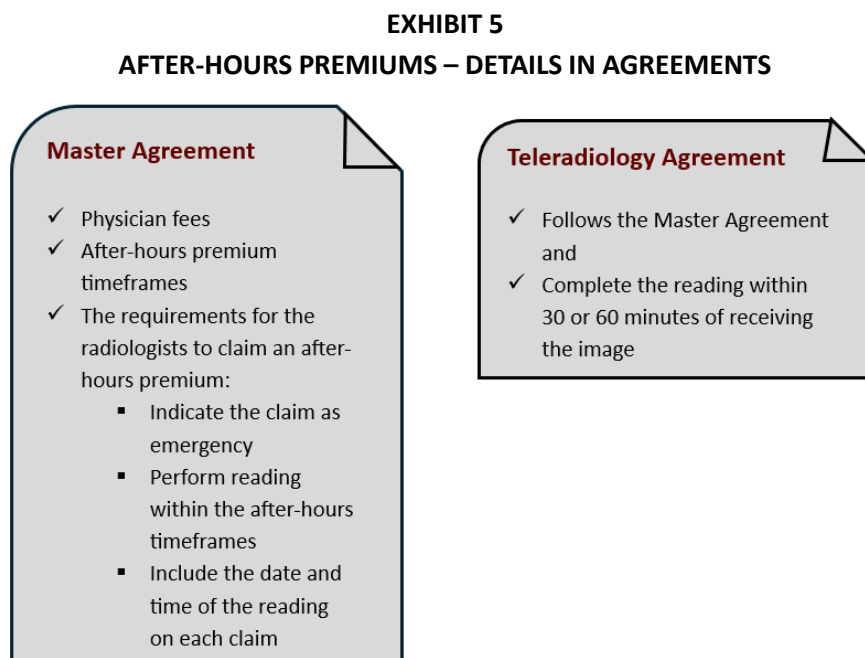 EXHIBIT 5
AFTER-HOURS PREMIUMS – DETAILS IN AGREEMENTS
Master Agreement
✓ Physician fees
✓ After-hours premium
timeframes
✓ The requirements for the
radiologists to claim an after-
hours premium:
▪ Indicate the claim as
emergency
▪ Perform reading
within the after-hours
timeframes
▪ Include the date and
time of the reading
on each claim
Teleradiology Agreement
✓ Follows the Master Agreement
and
✓ Complete the reading within
30 or 60 minutes of receiving
the image